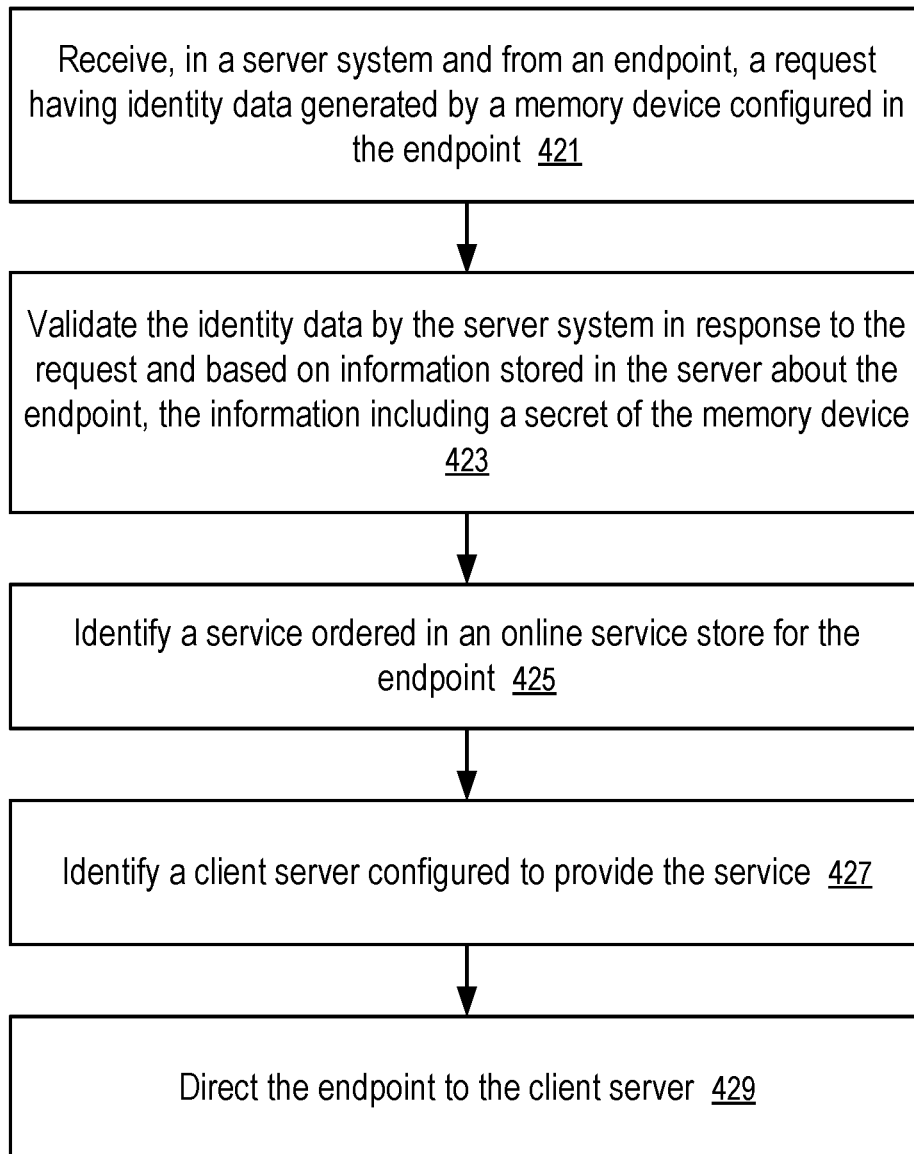 Receive, in a server system and from an endpoint, a request
having identity data generated by a memory device configured in
the endpoint 421
Validate the identity data by the server system in response to the
request and based on information stored in the server about the
endpoint, the information including a secret of the memory device
423
Identify a service ordered in an online service store for the
endpoint 425
Identify a client server configured to provide the service 427
Direct the endpoint to the client server 429